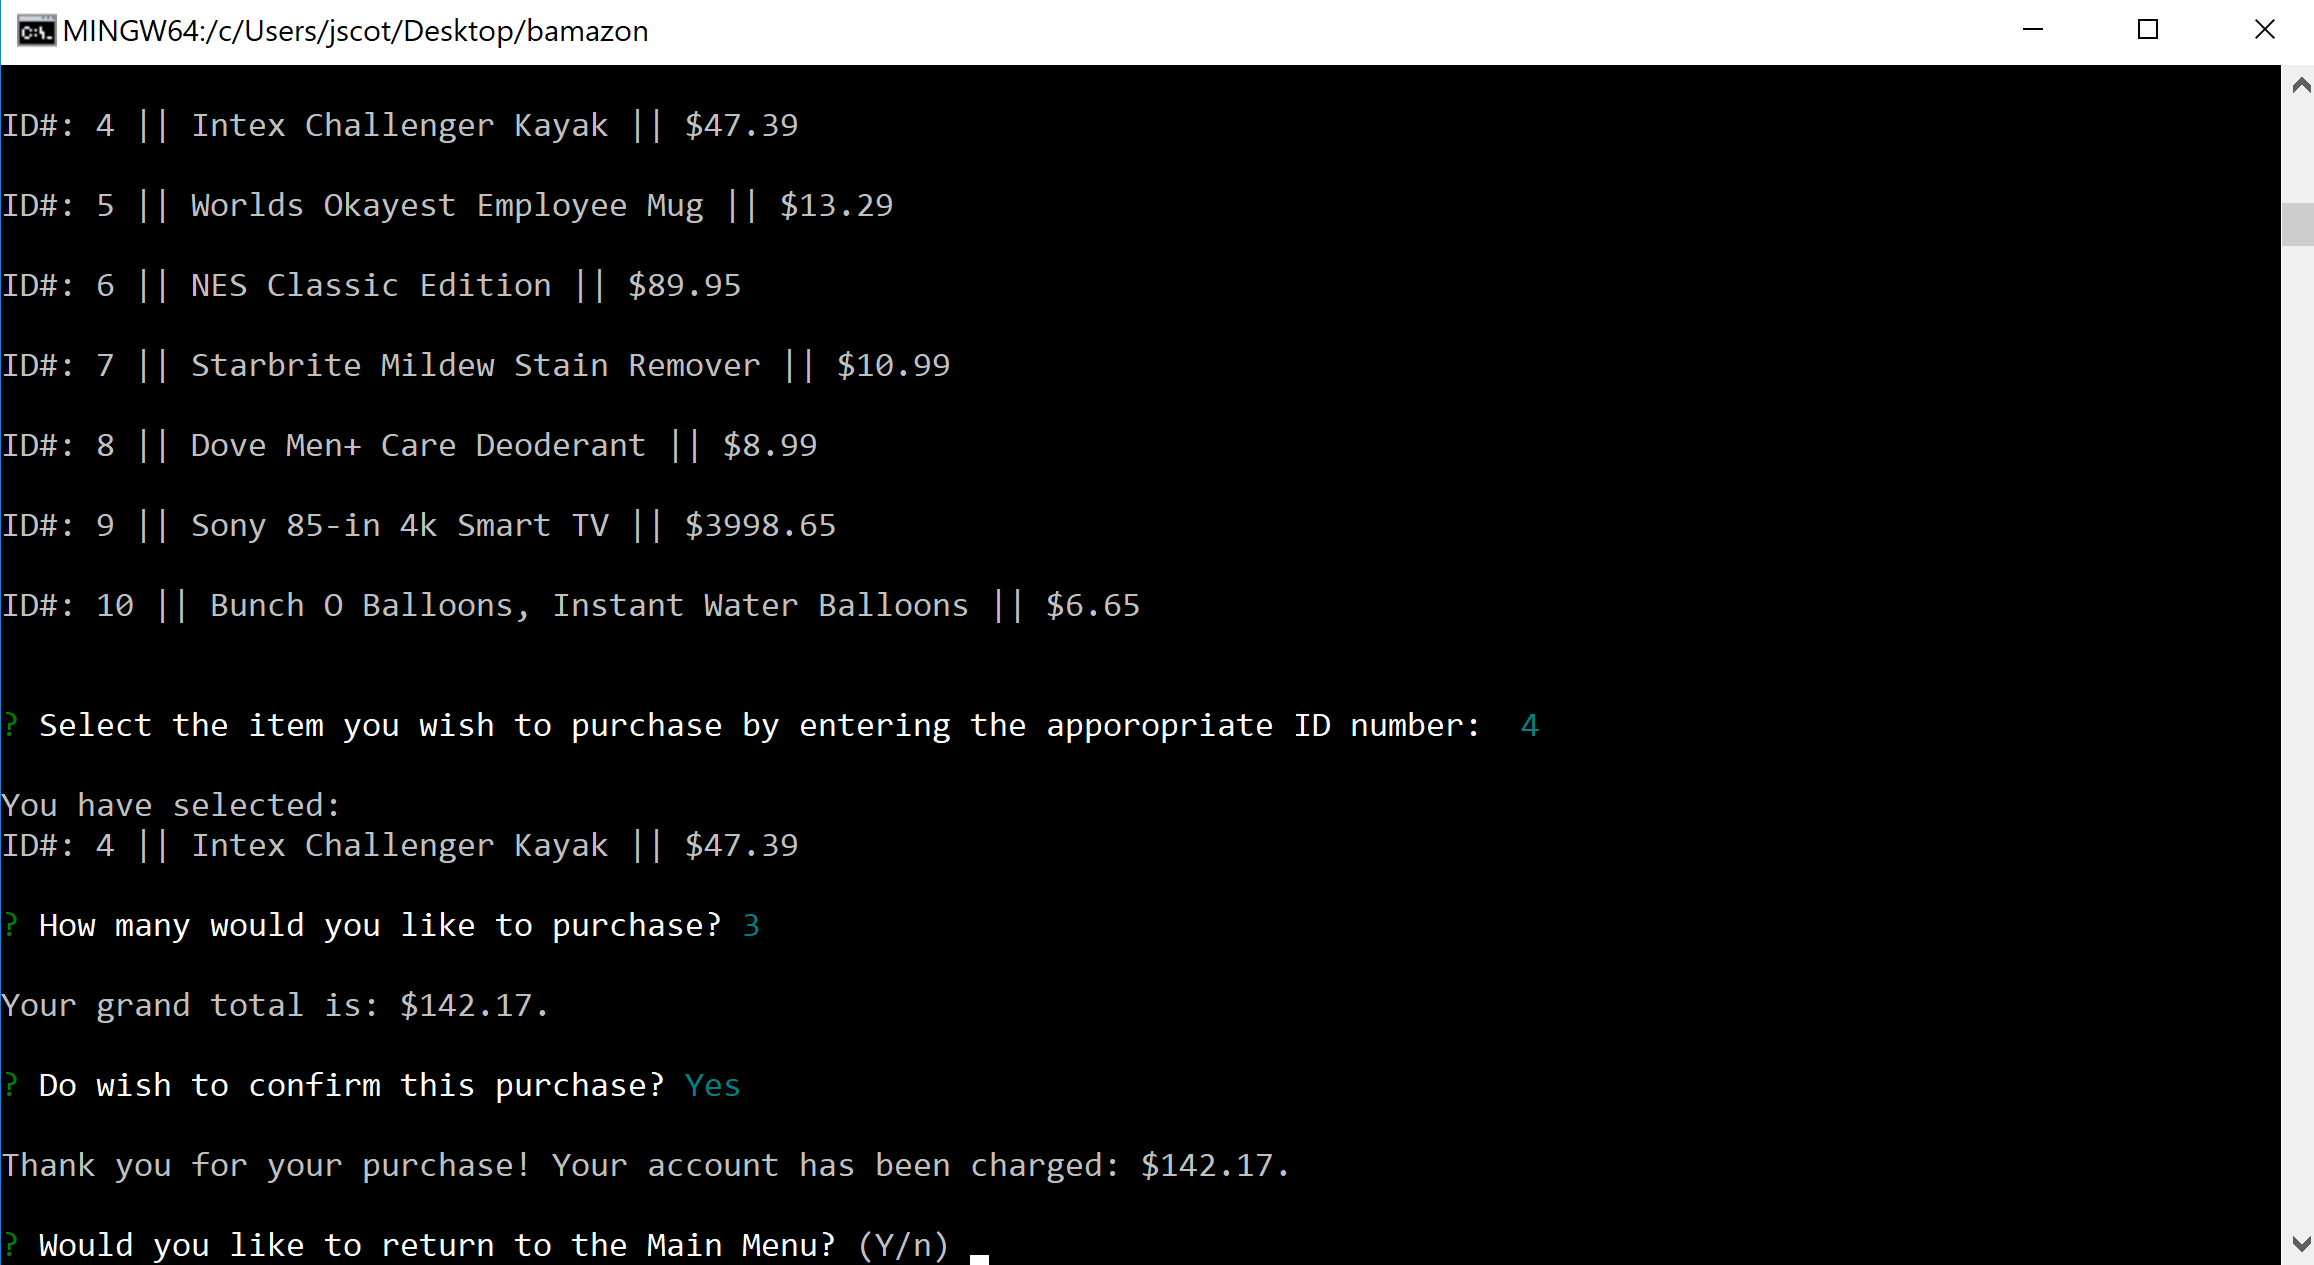 MINGW64:/c/Users/jscot/Desktop/bamazon
ID#: 4 || Intex Challenger Kayak || $47.39
ID#: 5 || Worlds Okayest Employee Mug || $13.29
ID#: 6 || NES Classic Edition || $89.95
ID#: 7 || Starbrite Mildew Stain Remover || $10.99
ID#: 8 || Dove Men+ Care Deoderant || $8.99
ID#: 9 || Sony 85-in 4k Smart TV || $3998.65
ID#: 10 || Bunch O Balloons, Instant Water Balloons || $6.65
? Select the item you wish to purchase by entering the apporopriate ID number:  4
You have selected:
ID#: 4 || Intex Challenger Kayak || $47.39
? How many would you like to purchase? 3
Your grand total is: $142.17.
? Do wish to confirm this purchase? Yes
Thank you for your purchase! Your account has been charged: $142.17.
? Would you like to return to the Main Menu? (Y/n)